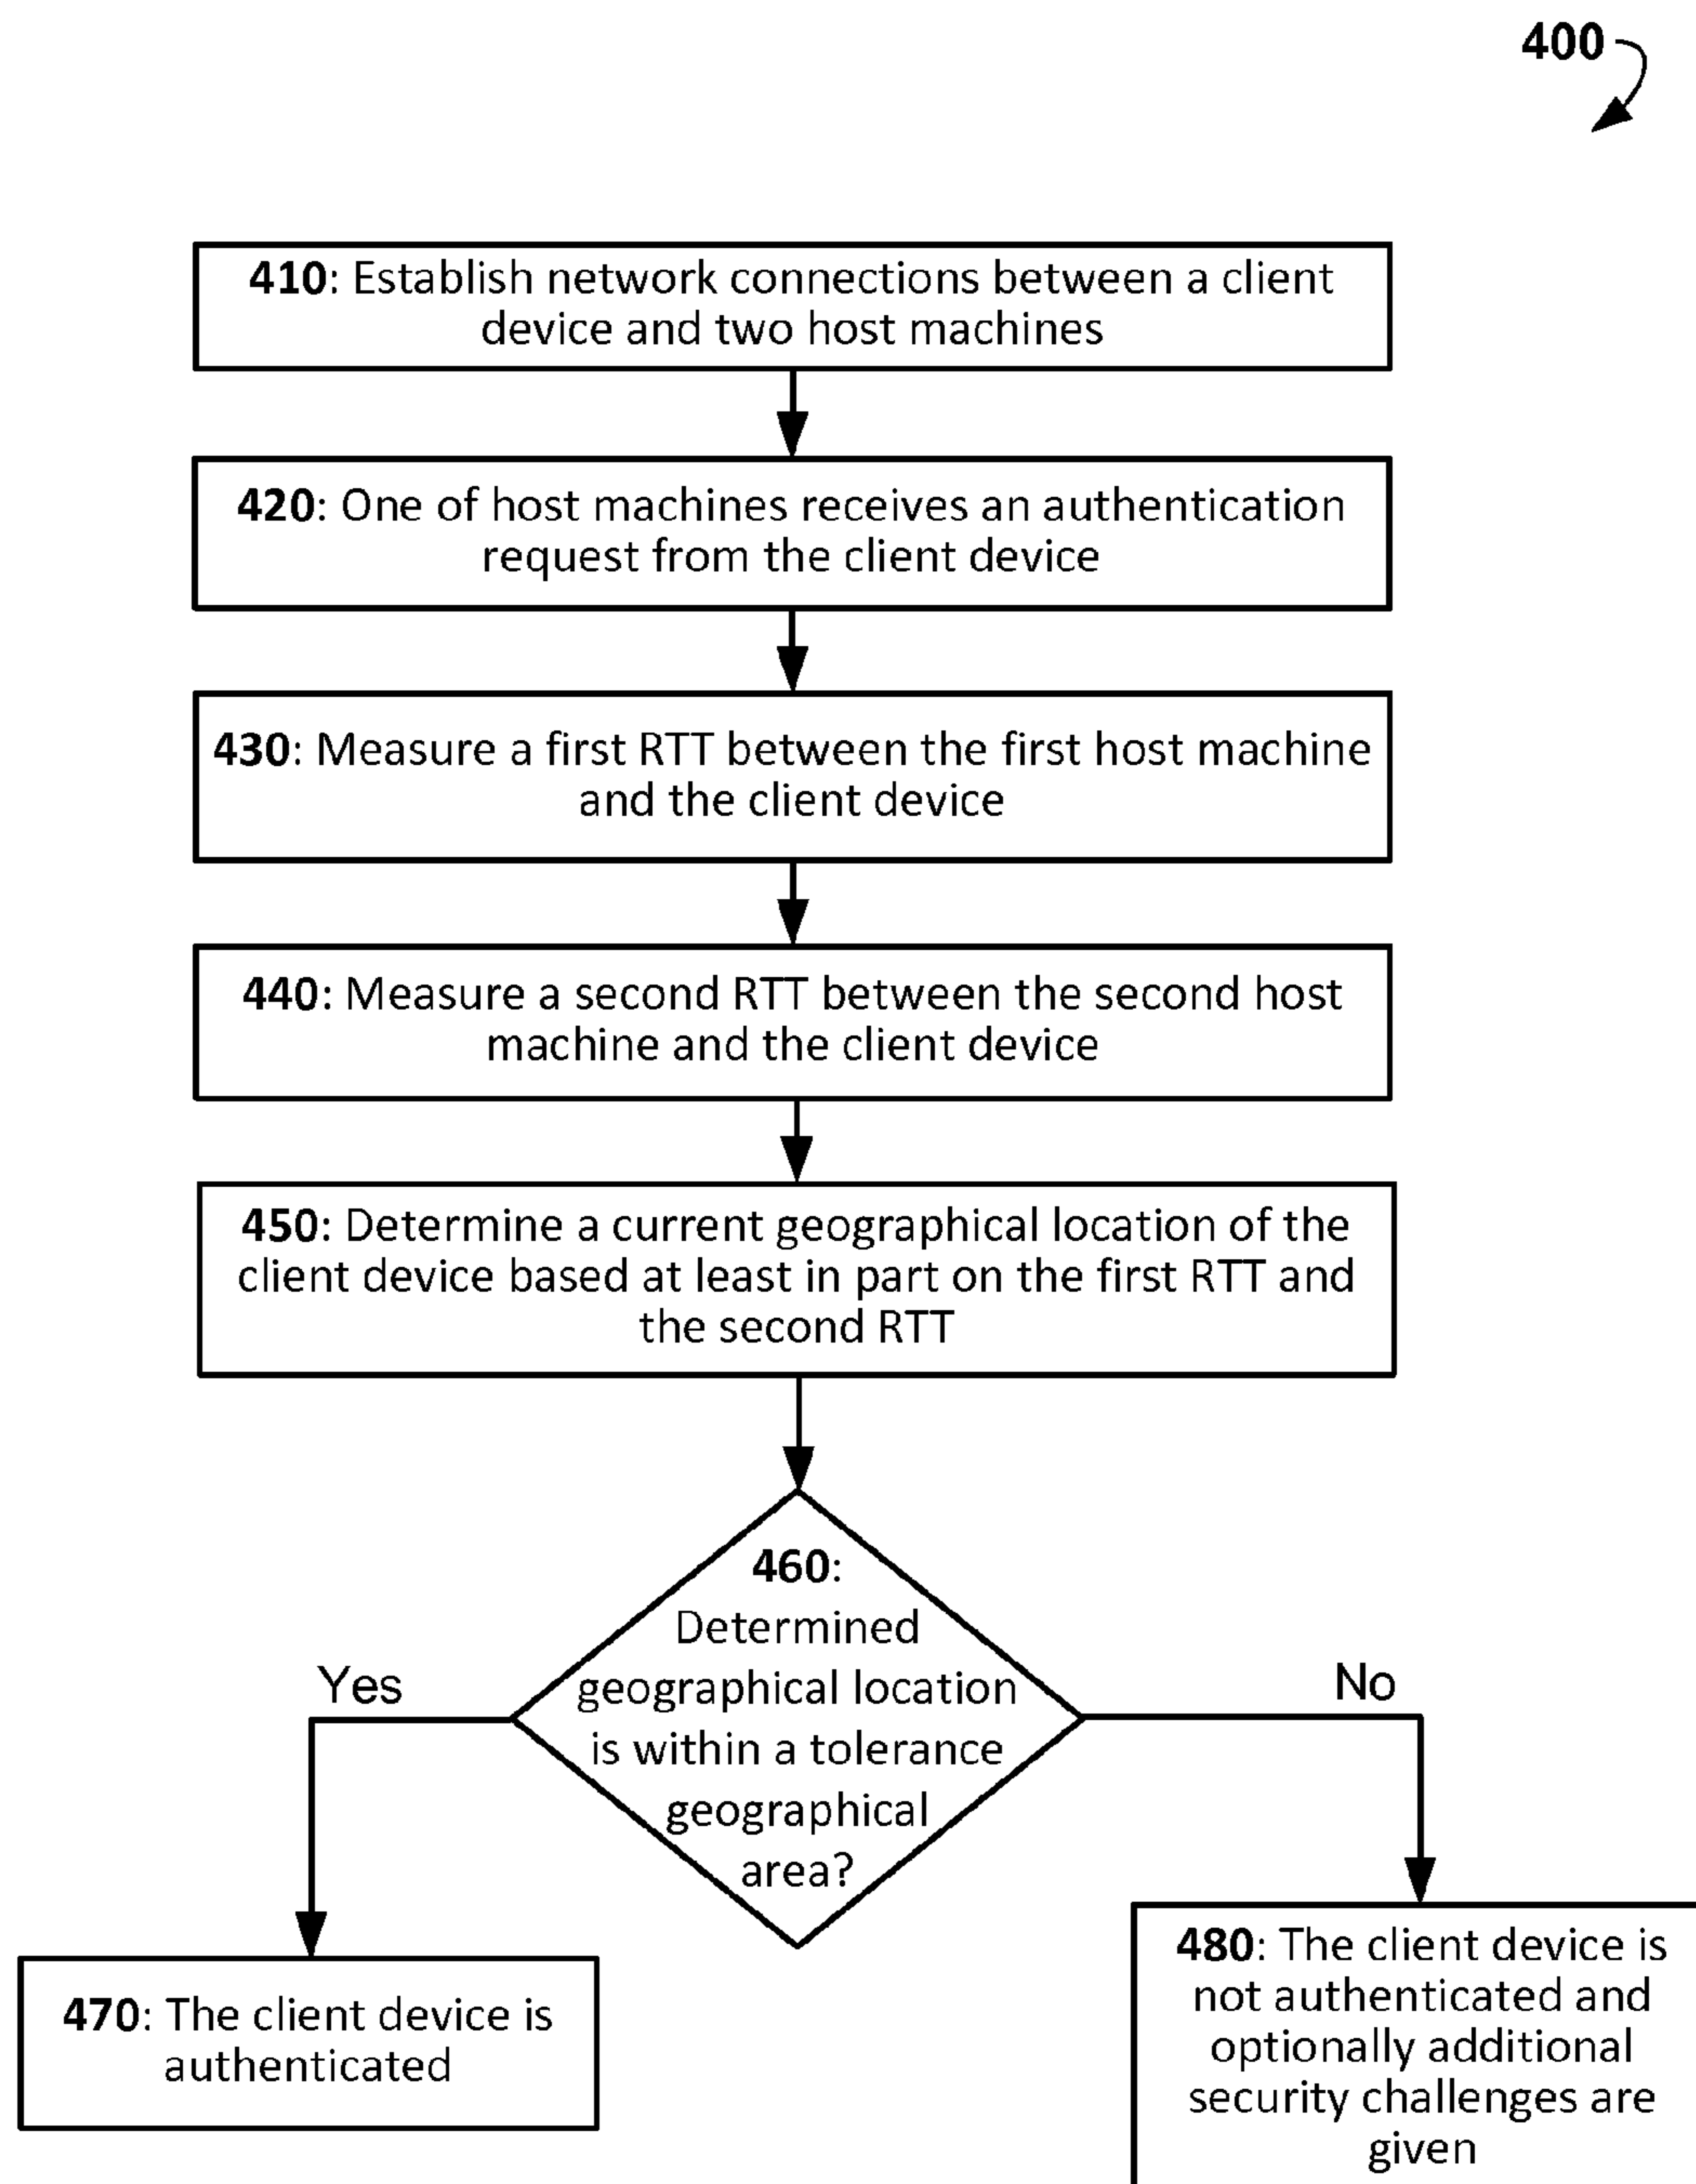 400
410: Establish network connections between a client
device and two host machines
420: One of host machines receives an authentication
request from the client device
430: Measure a first RTT between the first host machine
and the client device
440: Measure a second RTT between the second host
machine and the client device
450: Determine a current geographical location of the
client device based at least in part on the first RTT and
the second RTT
460:
Determined
geographical location
is within a tolerance
geographical
area?
Yes
No
470: The client device is
authenticated
480: The client device is
not authenticated and
optionally additional
security challenges are
given